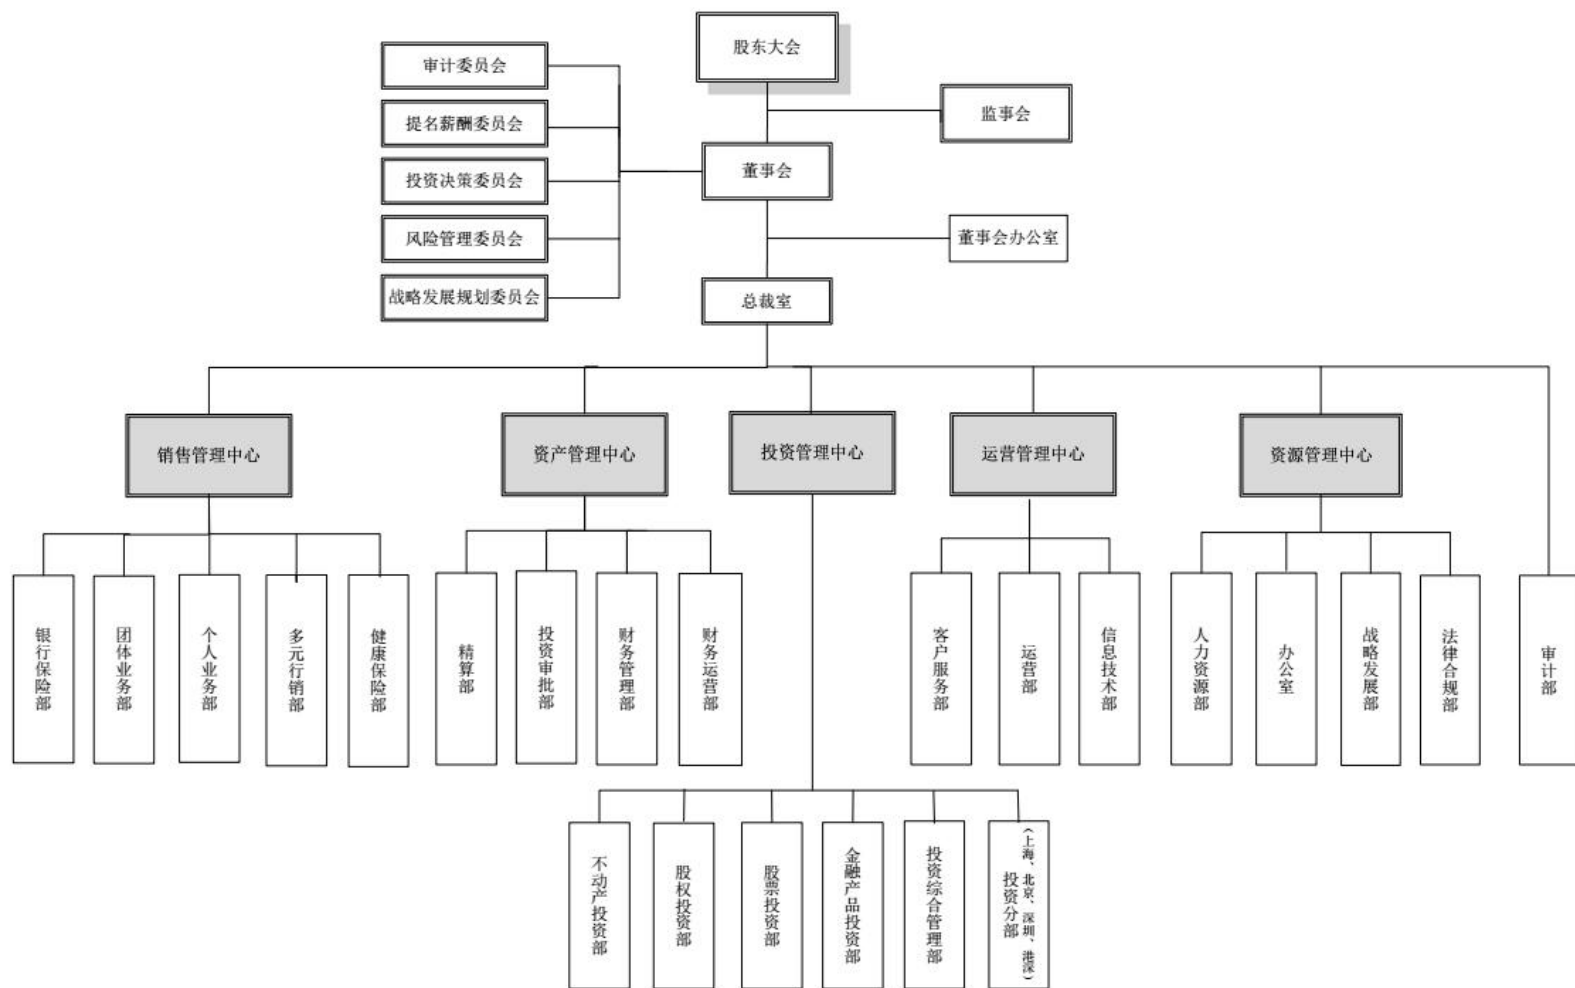 股东大会
审计委员会
监事会
提名薪酬委员会
董事会
投资决策委员会
风险管理委员会
董事会办公室
战略发展规划委员会
总裁室
销售管理中心
资产管理中心
投资管理中心
运营管理中心
资源管理中心
银行保险部
团体业务部
个人业务部
多元行销部
健康保险部
精算部
投资审批部
财务管理部
财务运营部
客户服务部
运营部
信息技术部
人力资源部
办公室
战略发展部
法律合规部
审计部
不动产投资部
股权投资部
股票投资部
金融产品投资部
投资综合管理部
（上海、北京、深圳、港深）
投资分部